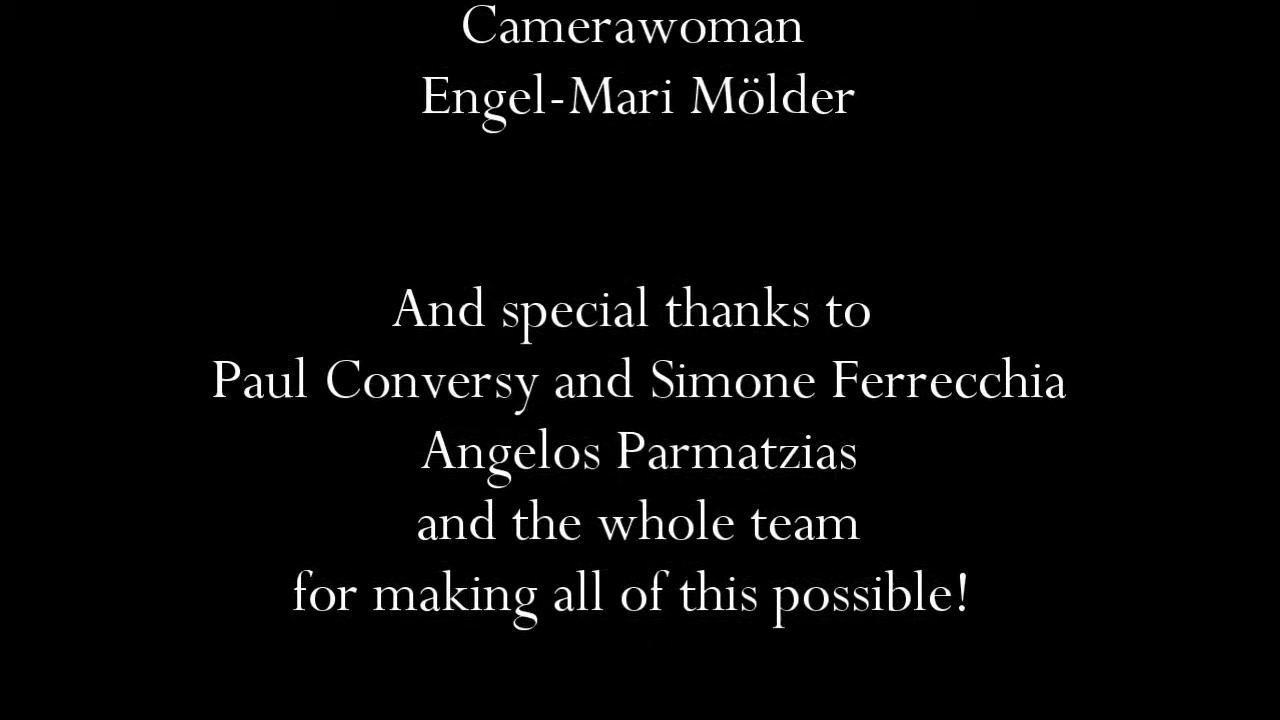 Camerawoman
Engel-Mari Mölder
And special thanks to
Paul Conversy and Simone Ferrecchia
Angelos Parmatzias
and the whole team
for making all of this possible!